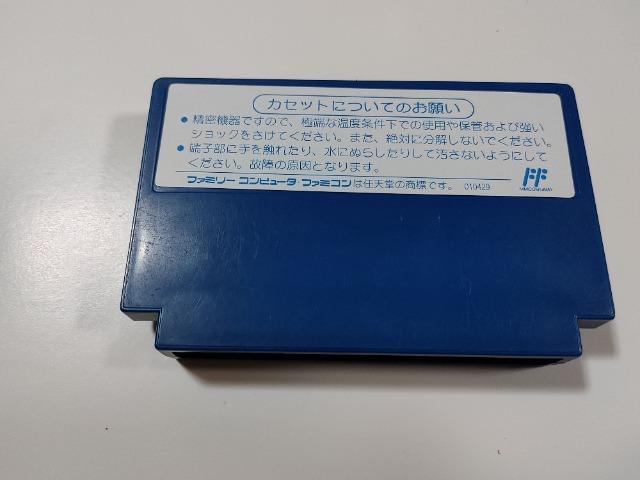 カセットについてのお願い
● 精密機器ですので、極端な温度条件下での使用や保管および強い
ショックをさけてください。また、絶対に分解しないでください。
● 端子部に手を触れたり、水にぬらしたりして汚さないようにして
ください。故障の原因となります。
ファミリーコンピュータ・ファミコンは任天堂の商標です。 010429